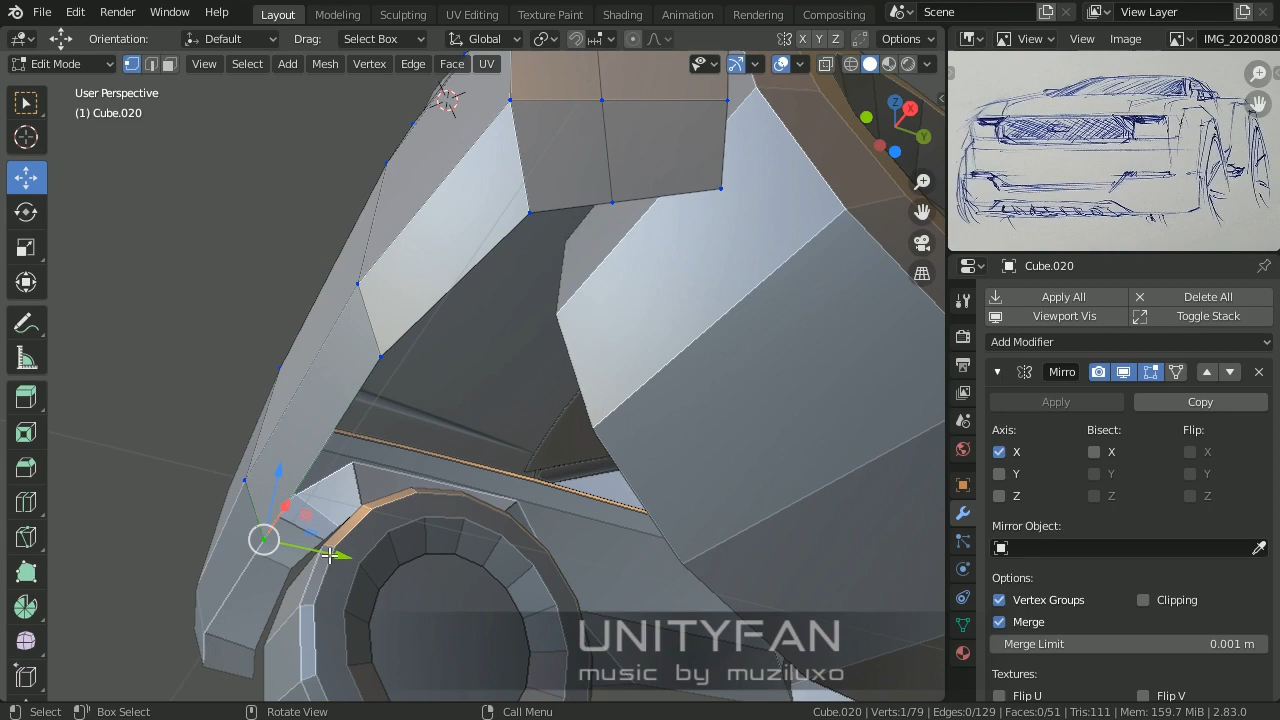 File Edit Render Window Help Layout Modeling Sculpting UV Editing Texture Paint Shading Animation Rendering Compositing Scene View Layer
Orientation: Default Drag: Select Box Global X Y Z Options View View Image IMG_2020080
Edit Mode View Select Add Mesh Vertex Edge Face UV
User Perspective
(1) Cube.020
Z
X
Y
Cube.020
Apply All Delete All
Viewport Vis Toggle Stack
Add Modifier
Mirro
Apply Copy
Axis: Bisect: Flip:
X X X
Y Y Y
Z Z Z
Mirror Object:
Options:
Vertex Groups Clipping
Merge
Merge Limit 0.001 m
Textures:
Flip U Flip V
UNITYFAN
music by muziluxo
Select Box Select Rotate View Call Menu Cube.020 | Verts:1/79 | Edges:0/129 | Faces:0/51 | Tris:111 | Mem: 159.7 MiB | 2.83.0